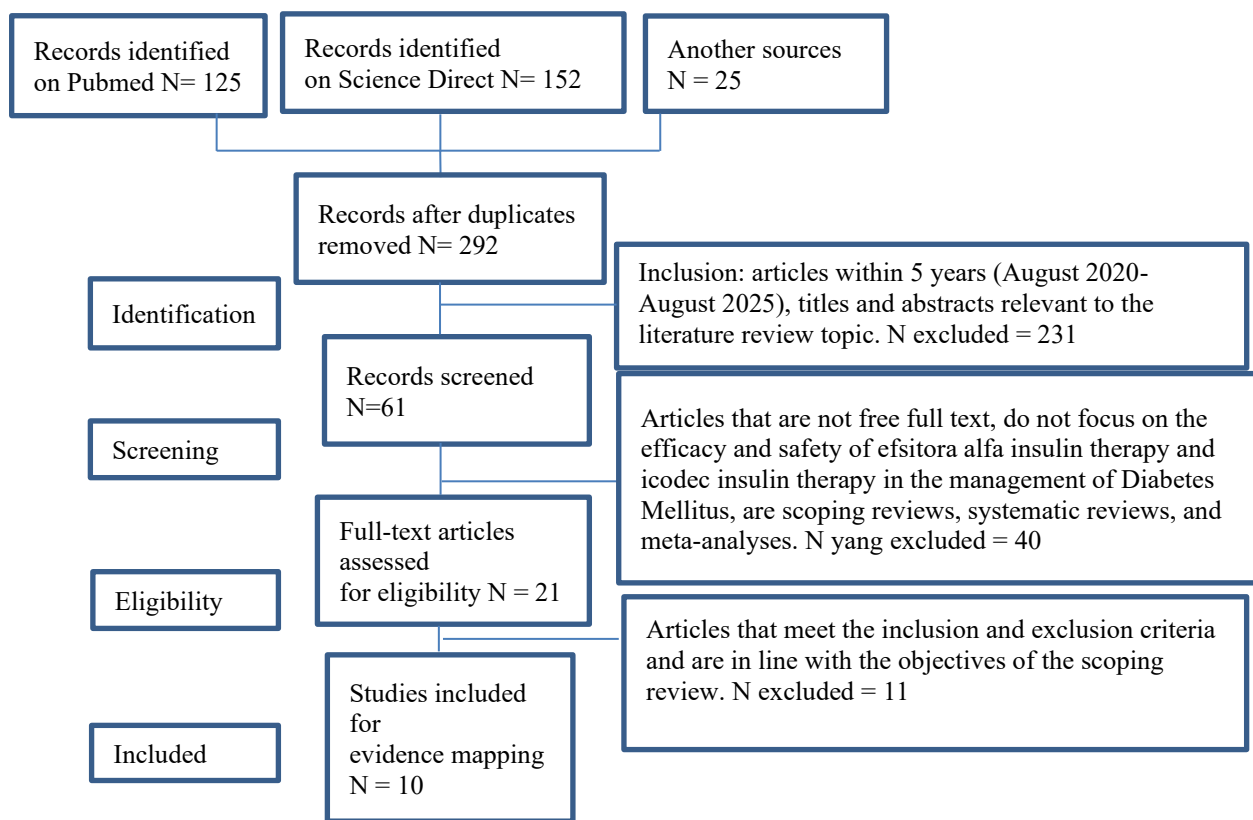 Records identified
on Pubmed N= 125
Records identified
on Science Direct N= 152
Another sources
N = 25
Records after duplicates
removed N= 292
Inclusion: articles within 5 years (August 2020-
August 2025), titles and abstracts relevant to the
literature review topic. N excluded = 231
Identification
Records screened
N=61
Articles that are not free full text, do not focus on the
efficacy and safety of efsitora alfa insulin therapy and
icodec insulin therapy in the management of Diabetes
Mellitus, are scoping reviews, systematic reviews, and
meta-analyses. N yang excluded = 40
Screening
Full-text articles
assessed
for eligibility N = 21
Eligibility
Articles that meet the inclusion and exclusion criteria
and are in line with the objectives of the scoping
review. N excluded = 11
Studies included
for
evidence mapping
N = 10
Included